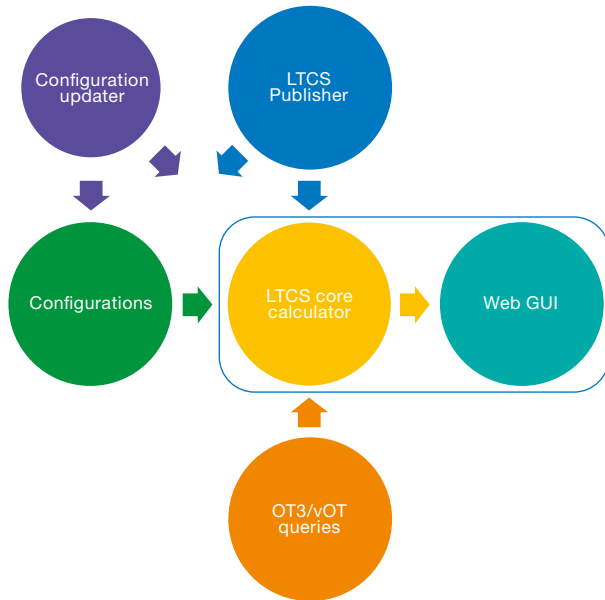 Configuration
updater
LTCS
Publisher
Configurations
LTCS core
calculator
Web GUI
OT3/vOT
queries